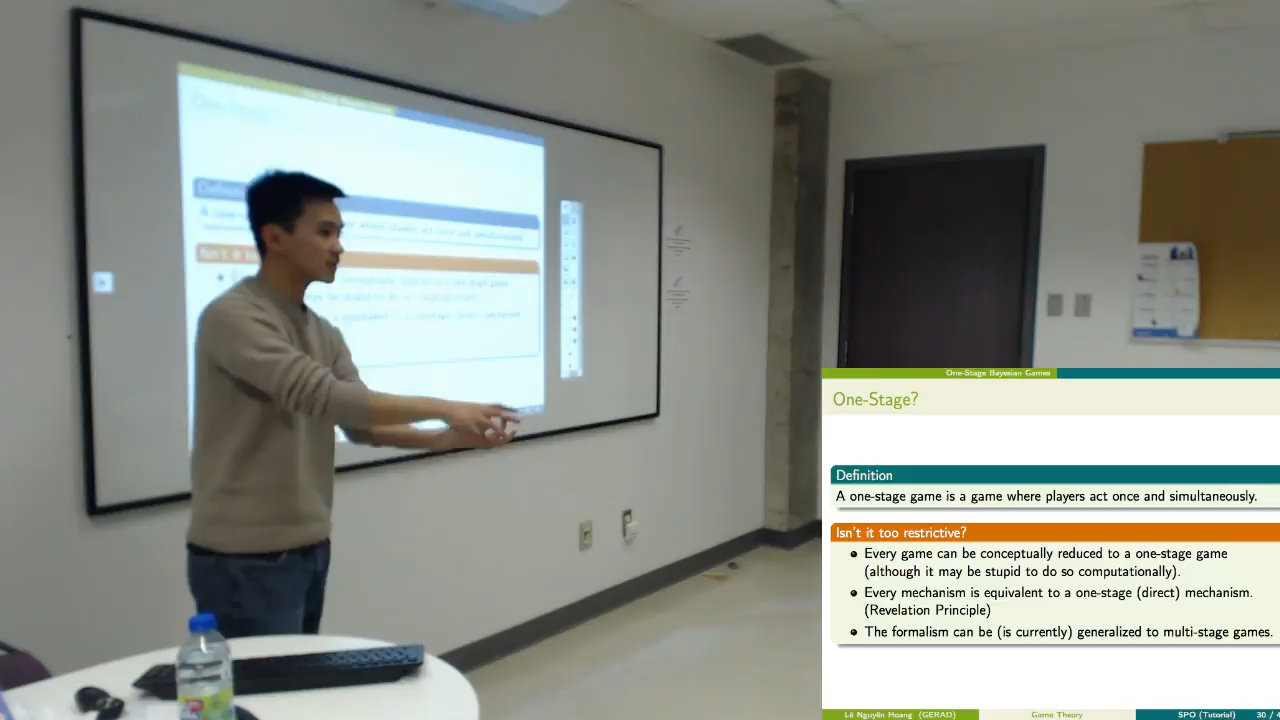 One-Stage Bayesian Games
One-Stage?
Definition
A one-stage game is a game where players act once and simultaneously.
Isn't it too restrictive?
Every game can be conceptually reduced to a one-stage game
(although it may be stupid to do so computationally).
Every mechanism is equivalent to a one-stage (direct) mechanism.
(Revelation Principle)
The formalism can be (is currently) generalized to multi-stage games.
Lê Nguyên Hoang (GERAD)
Game Theory
SPO (Tutorial)
30 /